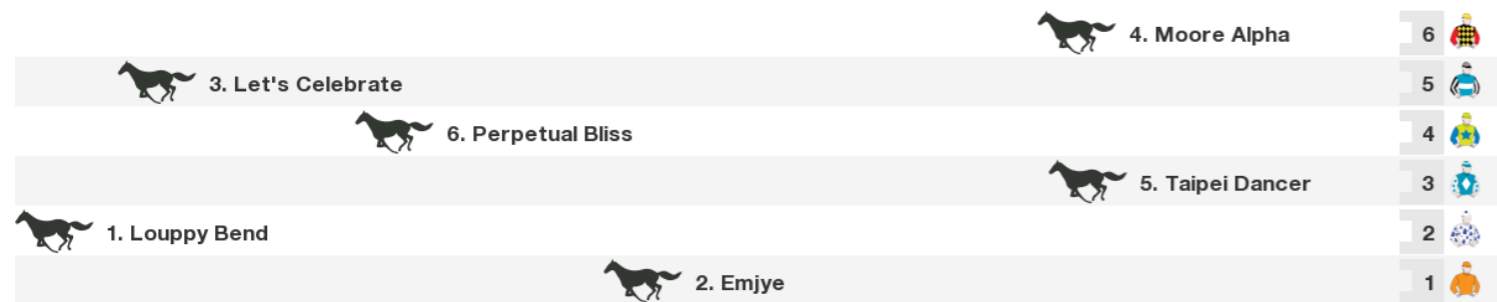 4. Moore Alpha 6
3. Let's Celebrate 5
6. Perpetual Bliss 4
5. Taipei Dancer 3
1. Louppy Bend 2
2. Emjye 1